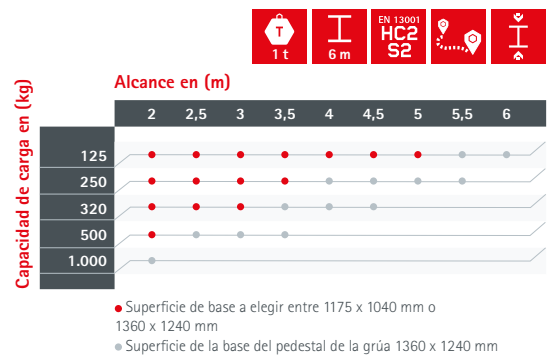 T
1 t
6 m
EN 13001
HC2
S2
Alcance en (m)
Capacidad de carga en (kg)
2 2,5 3 3,5 4 4,5 5 5,5 6
125
250
320
500
1.000
Superficie de base a elegir entre 1175 x 1040 mm o
1360 x 1240 mm
Superficie de la base del pedestal de la grúa 1360 x 1240 mm